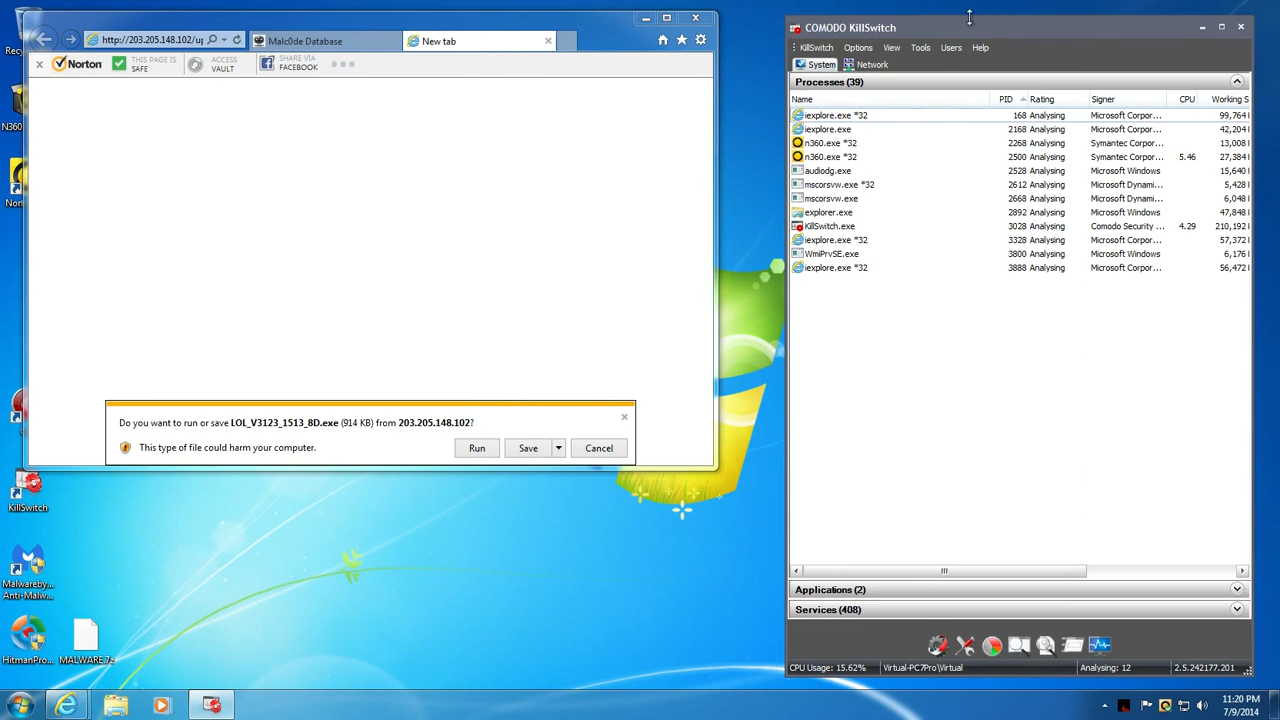 http://203.205.148.102/up
Malc0de Database
New tab
Norton
THIS PAGE IS
SAFE
ACCESS
VAULT
SHARE VIA
FACEBOOK
Do you want to run or save LOL_V3123_1513_8D.exe (914 KB) from 203.205.148.102?
This type of file could harm your computer.
Run
Save
Cancel
COMODO KillSwitch
KillSwitch Options View Tools Users Help
System Network
Processes (39)
Name PID Rating Signer CPU Working S
iexplore.exe *32 168 Analysing Microsoft Corpor... 99,764
iexplore.exe 2168 Analysing Microsoft Corpor... 42,204
n360.exe *32 2268 Analysing Symantec Corpor... 13,008
n360.exe *32 2500 Analysing Symantec Corpor... 5.46 27,384
audiodg.exe 2528 Analysing Microsoft Windows 15,640
mscorsvw.exe *32 2612 Analysing Microsoft Dynami... 5,428
mscorsvw.exe 2668 Analysing Microsoft Dynami... 6,048
explorer.exe 2892 Analysing Microsoft Windows 47,848
KillSwitch.exe 3028 Analysing Comodo Security ... 4.29 210,192
iexplore.exe *32 3328 Analysing Microsoft Corpor... 57,372
WmiPrvSE.exe 3800 Analysing Microsoft Windows 6,176
iexplore.exe *32 3888 Analysing Microsoft Corpor... 56,472
Applications (2)
Services (408)
CPU Usage: 15.62% Virtual-PC7Pro\Virtual Analysing: 12 2.5.242177.201
Recy
N360
Nor
KillSwitch
Malwareby...
Anti-Malw...
HitmanPro...
MALWARE.7z
11:20 PM
7/9/2014